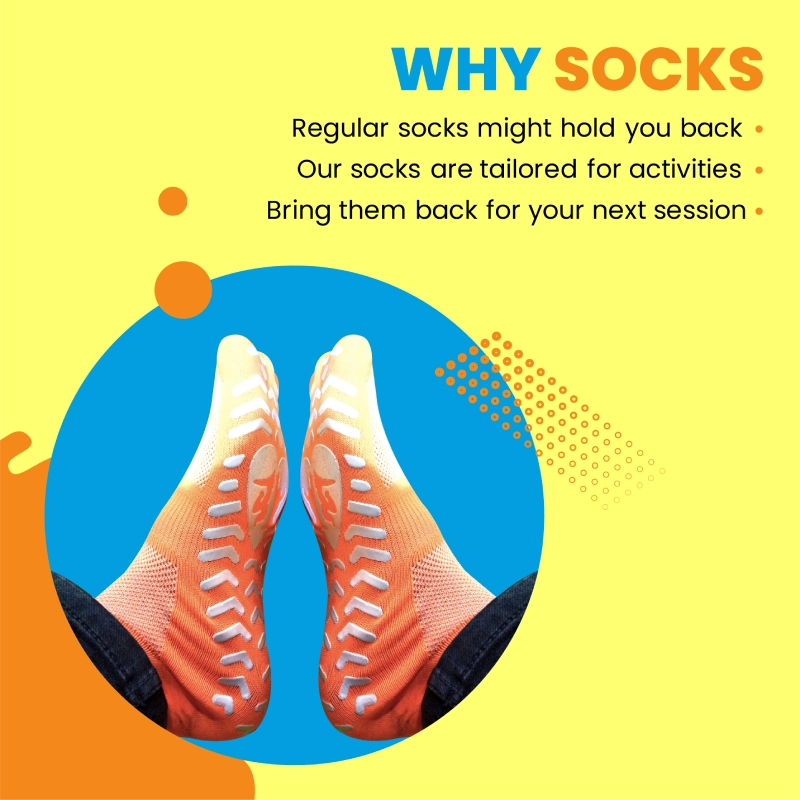 WHY SOCKS
Regular socks might hold you back •
Our socks are tailored for activities •
Bring them back for your next session •